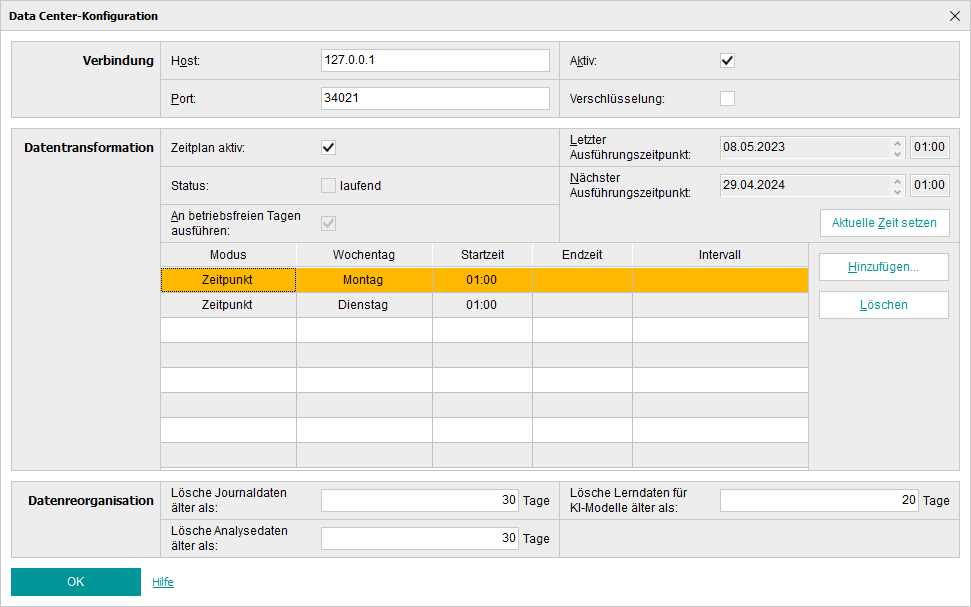 Data Center-Konfiguration
Verbindung
Host:
127.0.0.1
Aktiv:
Port:
34021
Verschlüsselung:
Datentransformation
Zeitplan aktiv:
Letzter
Ausführungszeitpunkt:
08.05.2023
01:00
Status:
laufend
Nächster
Ausführungszeitpunkt:
29.04.2024
01:00
An betriebsfreien Tagen
ausführen:
Aktuelle Zeit setzen
Modus Wochentag Startzeit Endzeit Intervall
Zeitpunkt Montag 01:00
Zeitpunkt Dienstag 01:00
Hinzufügen...
Löschen
Datenreorganisation
Lösche Journaldaten
älter als:
30 Tage
Lösche Lerndaten für
KI-Modelle älter als:
20 Tage
Lösche Analysedaten
älter als:
30 Tage
OK
Hilfe